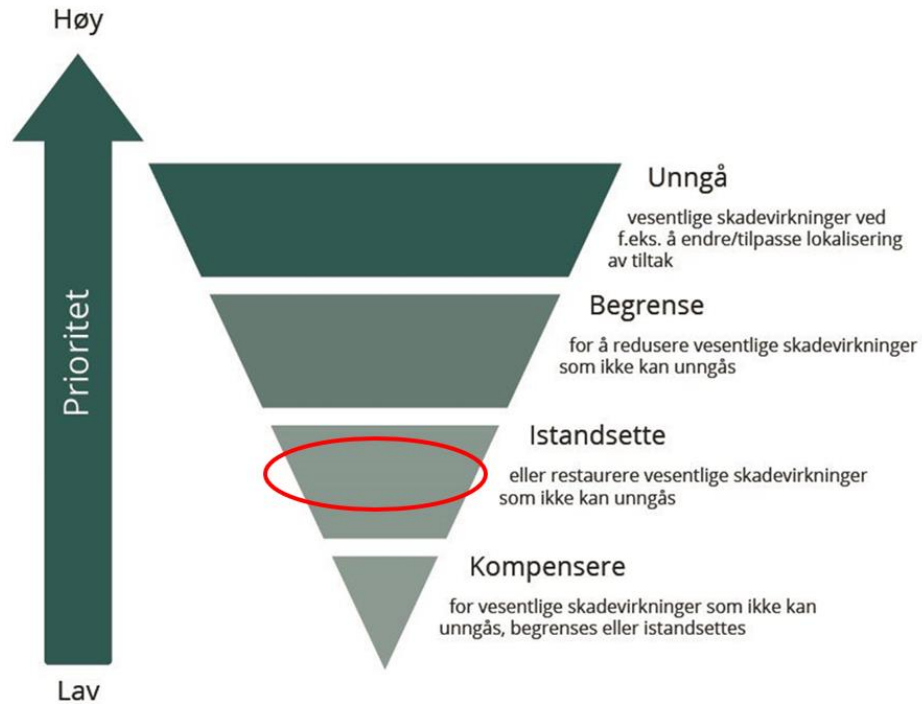 Høy
Prioritet
Lav
Unngå
vesentlige skadevirkninger ved
f.eks. å endre/tilpasse lokalisering
av tiltak
Begrense
for å redusere vesentlige skadevirkninger
som ikke kan unngås
Istandsette
eller restaurere vesentlige skadevirkninger
som ikke kan unngås
Kompensere
for vesentlige skadevirkninger som ikke kan
unngås, begrenses eller istandsettes